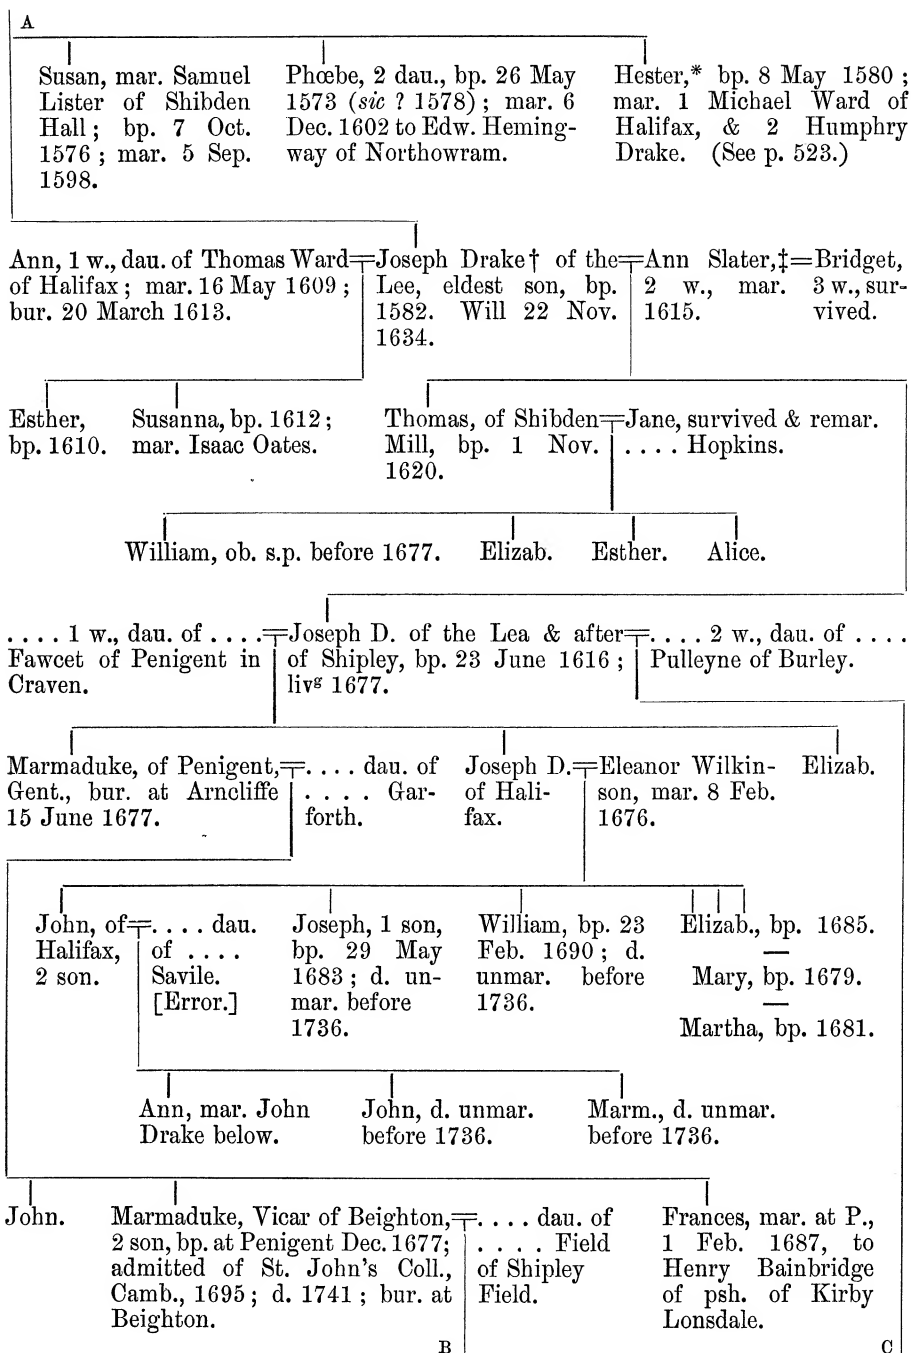 A
Susan, mar. Samuel
Lister of Shibden
Hall; bp. 7 Oct.
1576; mar. 5 Sep.
1598.
Phœbe, 2 dau., bp. 26 May
1573 (sic ? 1578); mar. 6
Dec. 1602 to Edw. Heming-
way of Northowram.
Hester,* bp. 8 May 1580;
mar. 1 Michael Ward of
Halifax, & 2 Humphry
Drake. (See p. 523.)
Ann, 1 w., dau. of Thomas Ward
of Halifax; mar. 16 May 1609;
bur. 20 March 1613.
Joseph Drake† of the
Lee, eldest son, bp.
1582. Will 22 Nov.
1634.
Ann Slater,‡
2 w., mar.
1615.
Bridget,
3 w., sur-
vived.
Esther,
bp. 1610.
Susanna, bp. 1612;
mar. Isaac Oates.
Thomas, of Shibden
Mill, bp. 1 Nov.
1620.
Jane, survived & remar.
. . . . Hopkins.
William, ob. s.p. before 1677.
Elizab.
Esther.
Alice.
. . . . 1 w., dau. of . . . .
Fawcet of Penigent in
Craven.
Joseph D. of the Lea & after
of Shipley, bp. 23 June 1616;
livᵍ 1677.
. . . . 2 w., dau. of . . . .
Pulleyne of Burley.
Marmaduke, of Penigent,
Gent., bur. at Arncliffe
15 June 1677.
. . . . dau. of
. . . . Gar-
forth.
Joseph D.
of Hali-
fax.
Eleanor Wilkin-
son, mar. 8 Feb.
1676.
Elizab.
John, of
Halifax,
2 son.
. . . . dau.
of . . . .
Savile.
[Error.]
Joseph, 1 son,
bp. 29 May
1683; d. un-
mar. before
1736.
William, bp. 23
Feb. 1690; d.
unmar. before
1736.
Elizab., bp. 1685.
—
Mary, bp. 1679.
—
Martha, bp. 1681.
Ann, mar. John
Drake below.
John, d. unmar.
before 1736.
Marm., d. unmar.
before 1736.
John.
Marmaduke, Vicar of Beighton,
2 son, bp. at Penigent Dec. 1677;
admitted of St. John's Coll.,
Camb., 1695; d. 1741; bur. at
Beighton.
. . . . dau. of
. . . . Field
of Shipley
Field.
Frances, mar. at P.,
1 Feb. 1687, to
Henry Bainbridge
of psh. of Kirby
Lonsdale.
B
C